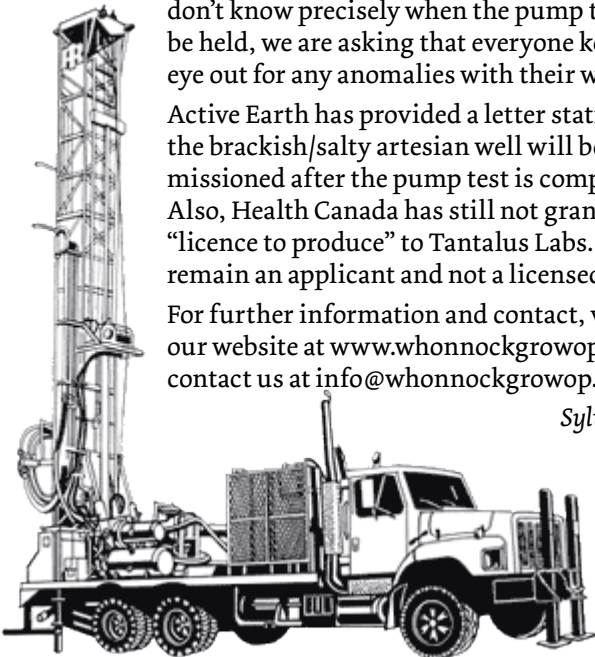 don’t know precisely when the pump t
be held, we are asking that everyone k
eye out for any anomalies with their w
Active Earth has provided a letter stat
the brackish/salty artesian well will b
missioned after the pump test is comp
Also, Health Canada has still not gran
“licence to produce” to Tantalus Labs.
remain an applicant and not a licensed
For further information and contact, v
our website at www.whonnockgrowop
contact us at info@whonnockgrowop.
Sylv